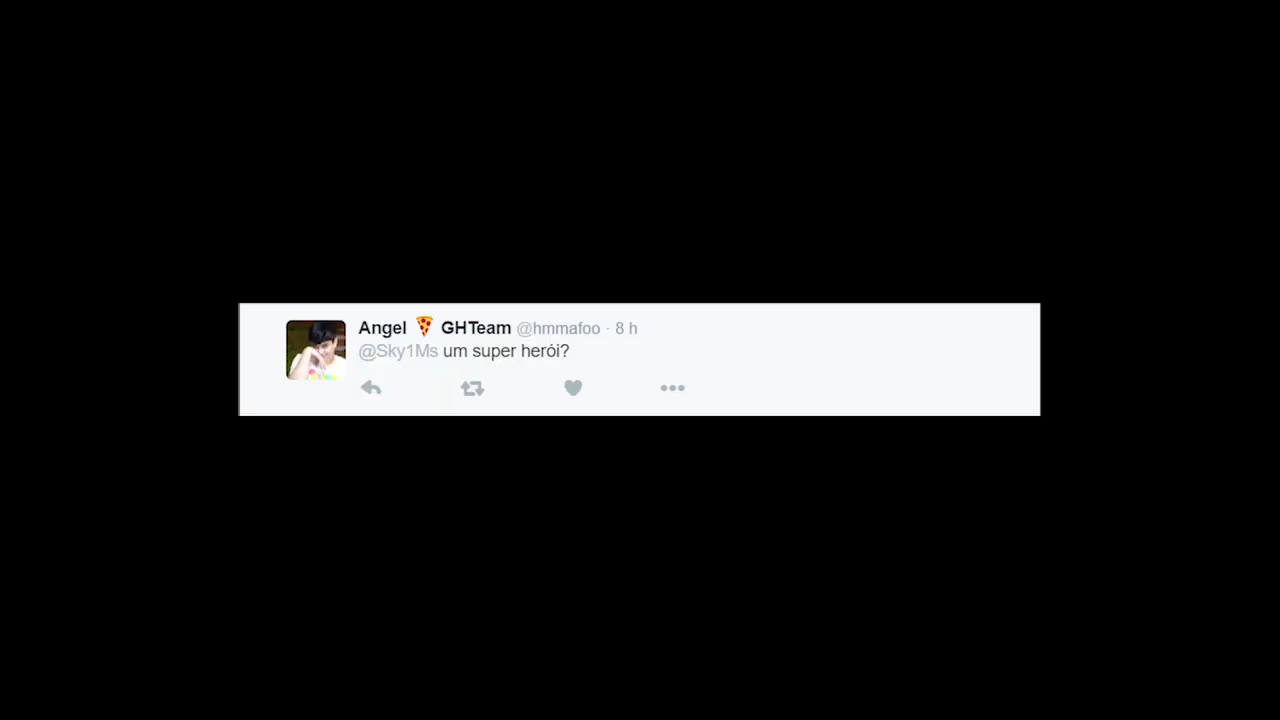 Angel 🍕 GHTeam @hmmafoo · 8 h
@Sky1Ms um super herói?